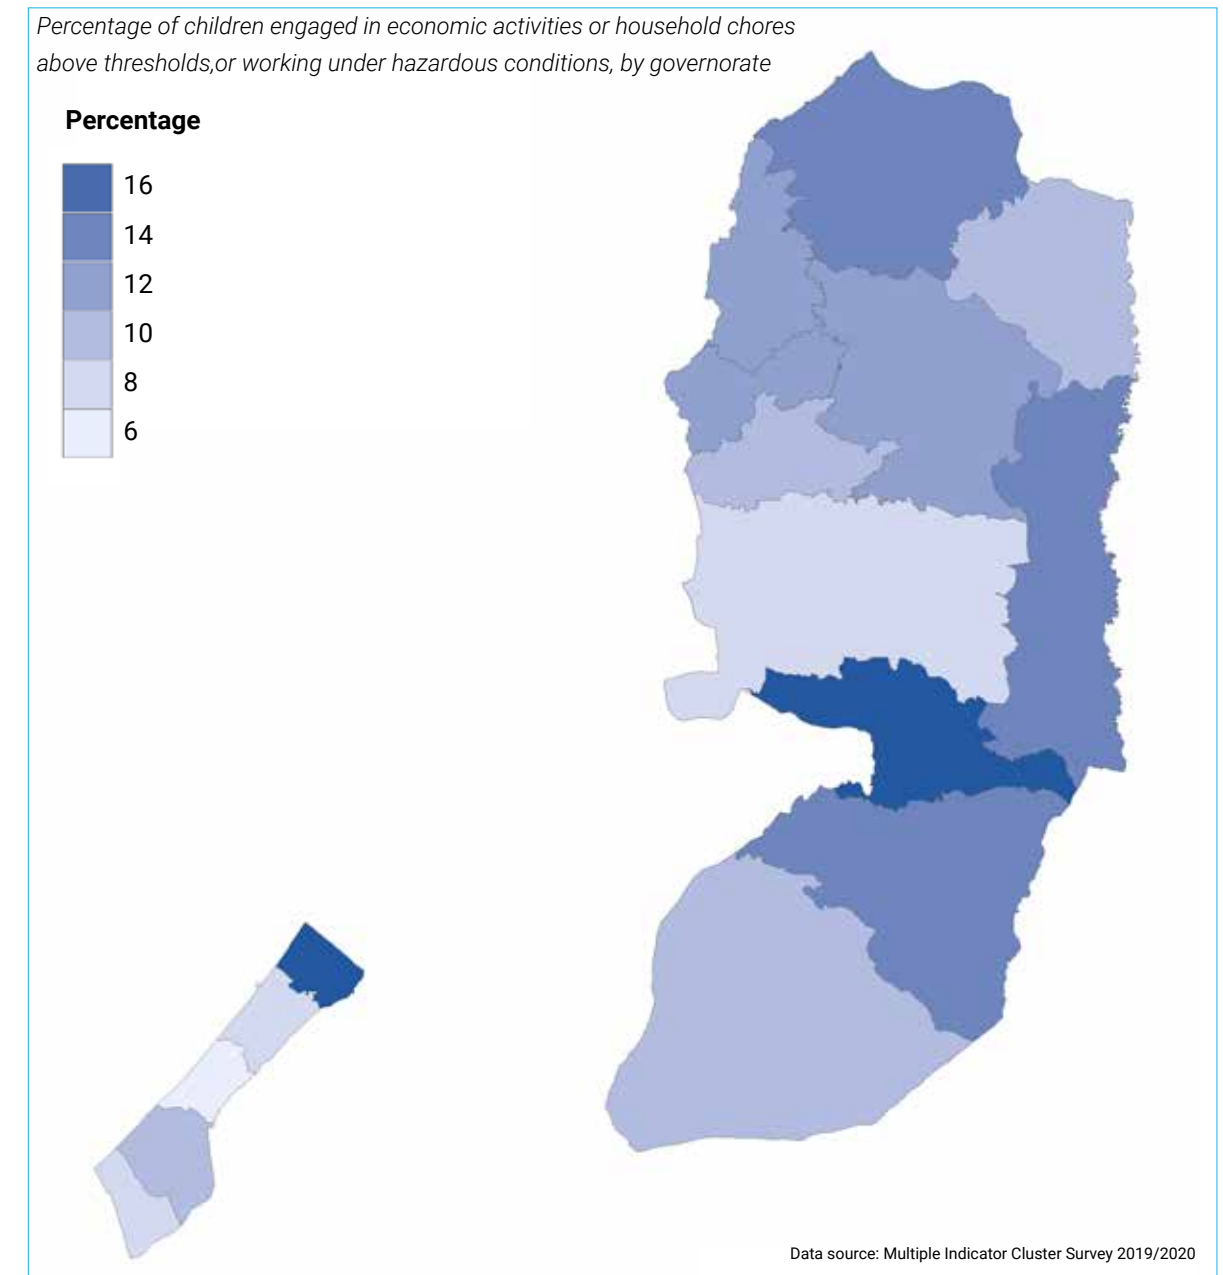 Percentage of children engaged in economic activities or household chores
above thresholds,or working under hazardous conditions, by governorate
Percentage
16
14
12
10
8
6
Data source: Multiple Indicator Cluster Survey 2019/2020